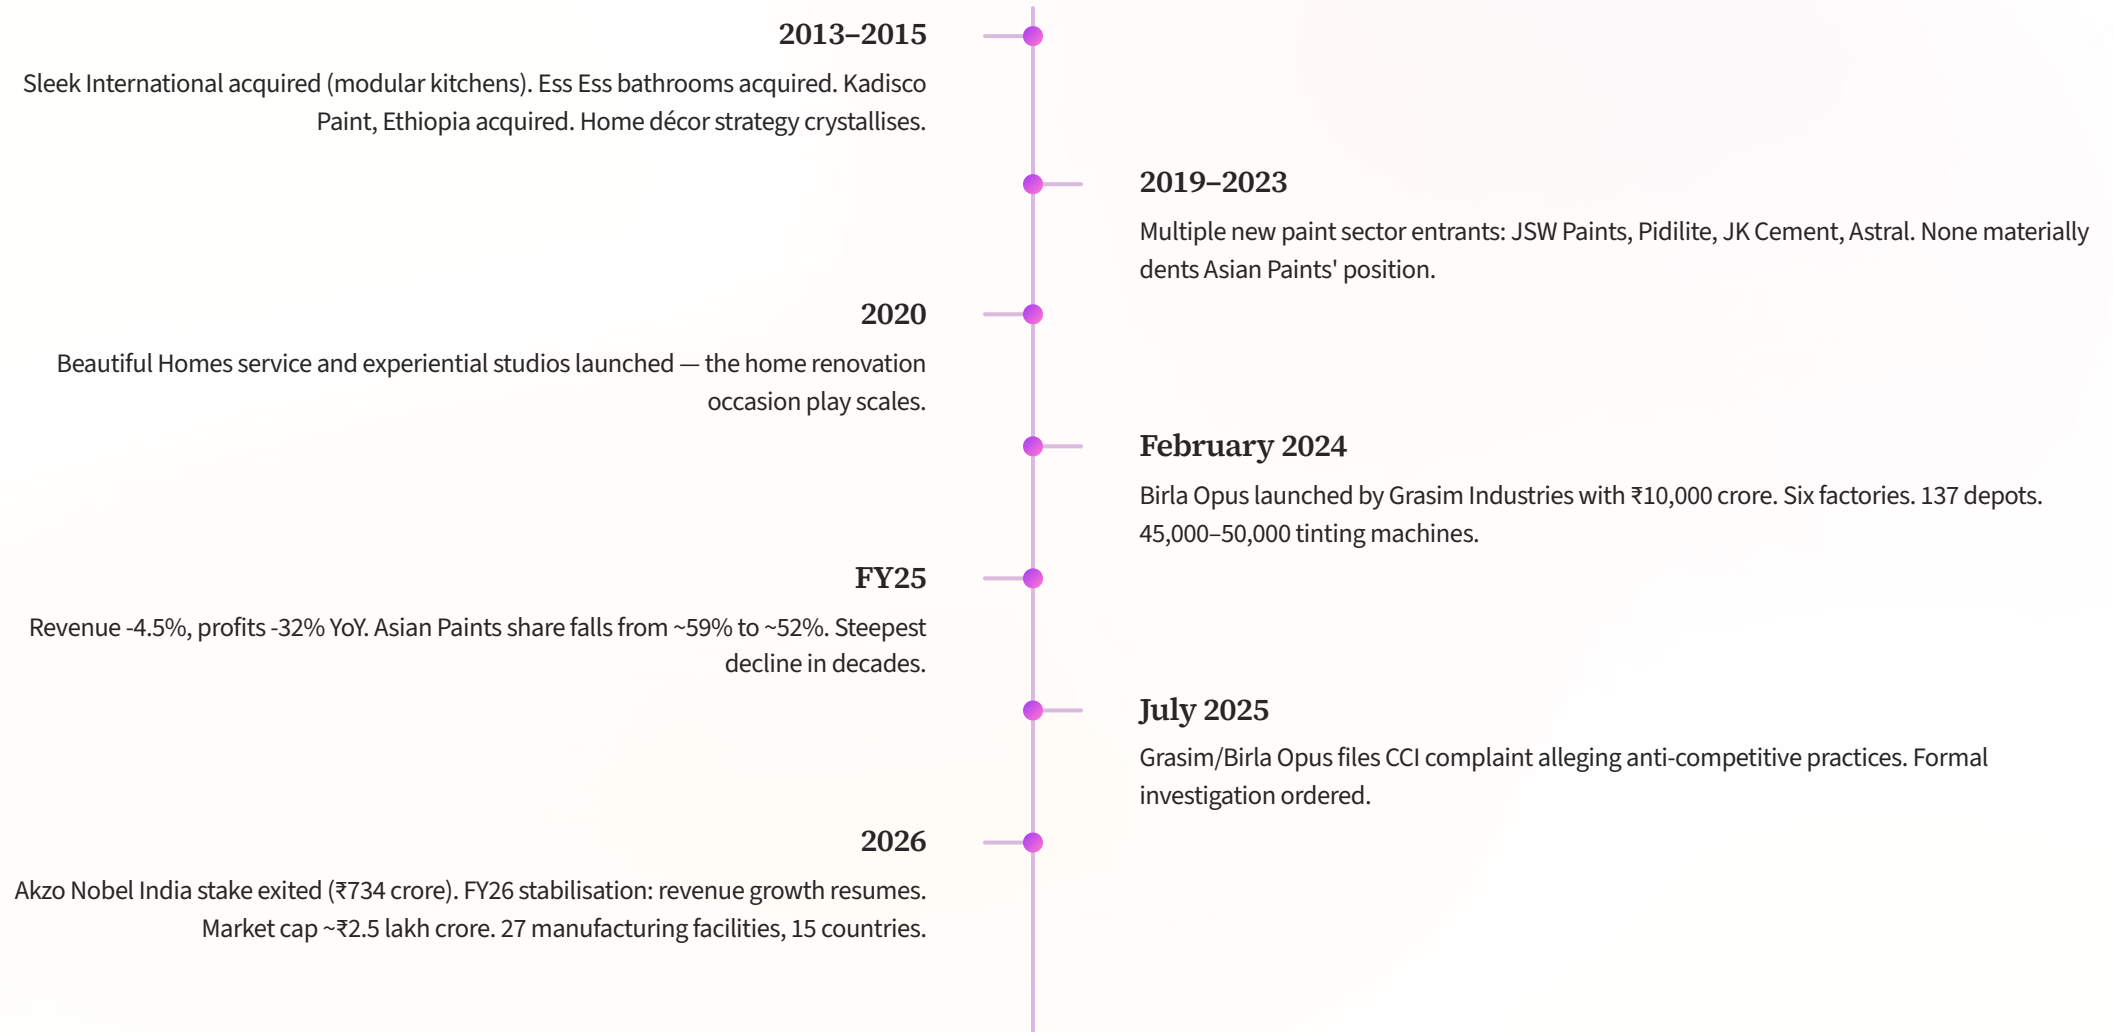 2013–2015
Sleek International acquired (modular kitchens). Ess Ess bathrooms acquired. Kadisco
Paint, Ethiopia acquired. Home décor strategy crystallises.
2019–2023
Multiple new paint sector entrants: JSW Paints, Pidilite, JK Cement, Astral. None materially
dents Asian Paints' position.
2020
Beautiful Homes service and experiential studios launched — the home renovation
occasion play scales.
February 2024
Birla Opus launched by Grasim Industries with ₹10,000 crore. Six factories. 137 depots.
45,000–50,000 tinting machines.
FY25
Revenue -4.5%, profits -32% YoY. Asian Paints share falls from ~59% to ~52%. Steepest
decline in decades.
July 2025
Grasim/Birla Opus files CCI complaint alleging anti-competitive practices. Formal
investigation ordered.
2026
Akzo Nobel India stake exited (₹734 crore). FY26 stabilisation: revenue growth resumes.
Market cap ~₹2.5 lakh crore. 27 manufacturing facilities, 15 countries.